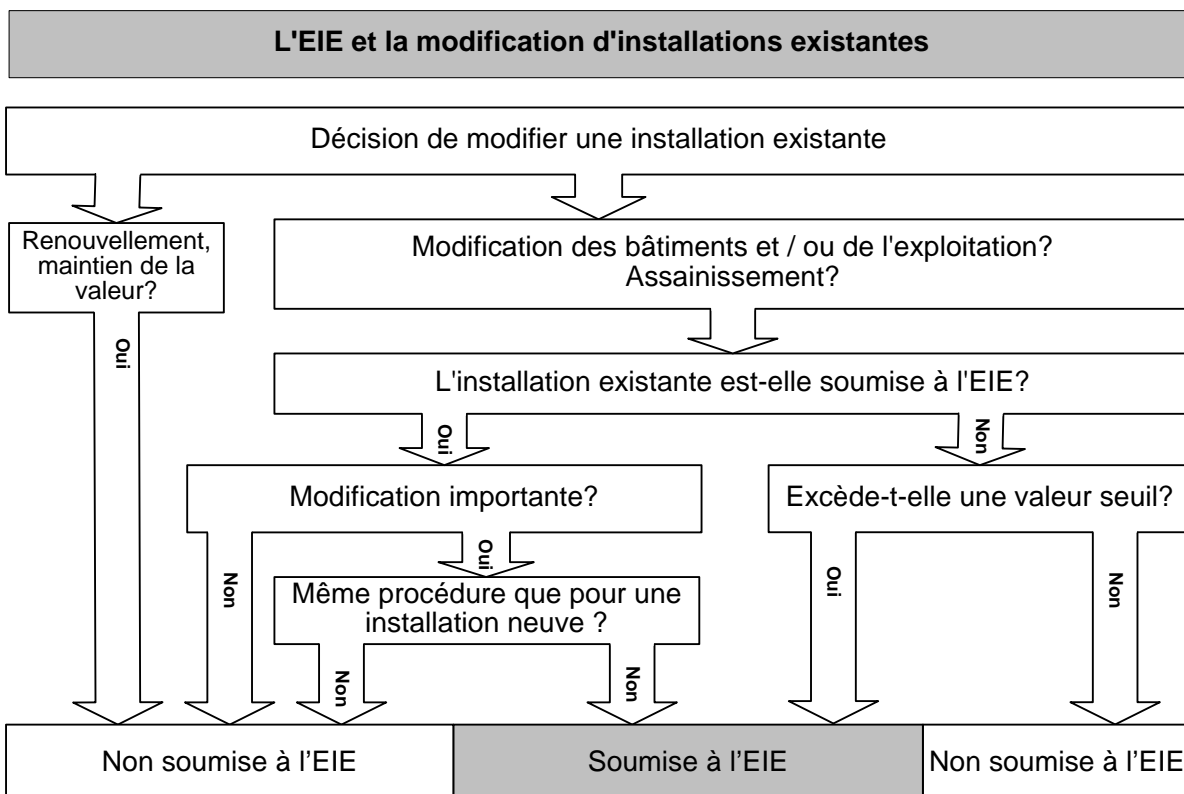 L'EIE et la modification d'installations existantes
Décision de modifier une installation existante
Renouvellement,
maintien de la
valeur?
Modification des bâtiments et / ou de l'exploitation?
Assainissement?
Oui
L'installation existante est-elle soumise à l'EIE?
Oui
Non
Modification importante?
Excède-t-elle une valeur seuil?
Non
Oui
Oui
Non
Même procédure que pour une
installation neuve ?
Non
Non
Non soumise à l'EIE
Soumise à l'EIE
Non soumise à l'EIE